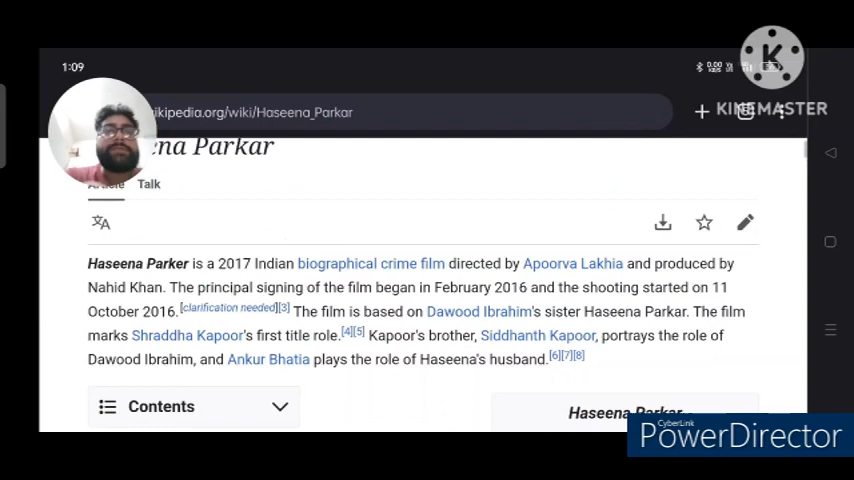 1:09
K
KINEMASTER
ikipedia.org/wiki/Haseena_Parkar
ena Parkar
Article Talk
Haseena Parker is a 2017 Indian biographical crime film directed by Apoorva Lakhia and produced by
Nahid Khan. The principal signing of the film began in February 2016 and the shooting started on 11
October 2016.[clarification needed][3] The film is based on Dawood Ibrahim's sister Haseena Parkar. The film
marks Shraddha Kapoor's first title role.[4][5] Kapoor's brother, Siddhanth Kapoor, portrays the role of
Dawood Ibrahim, and Ankur Bhatia plays the role of Haseena's husband.[6][7][8]
Contents
Haseena Parkar
CyberLink
PowerDirector